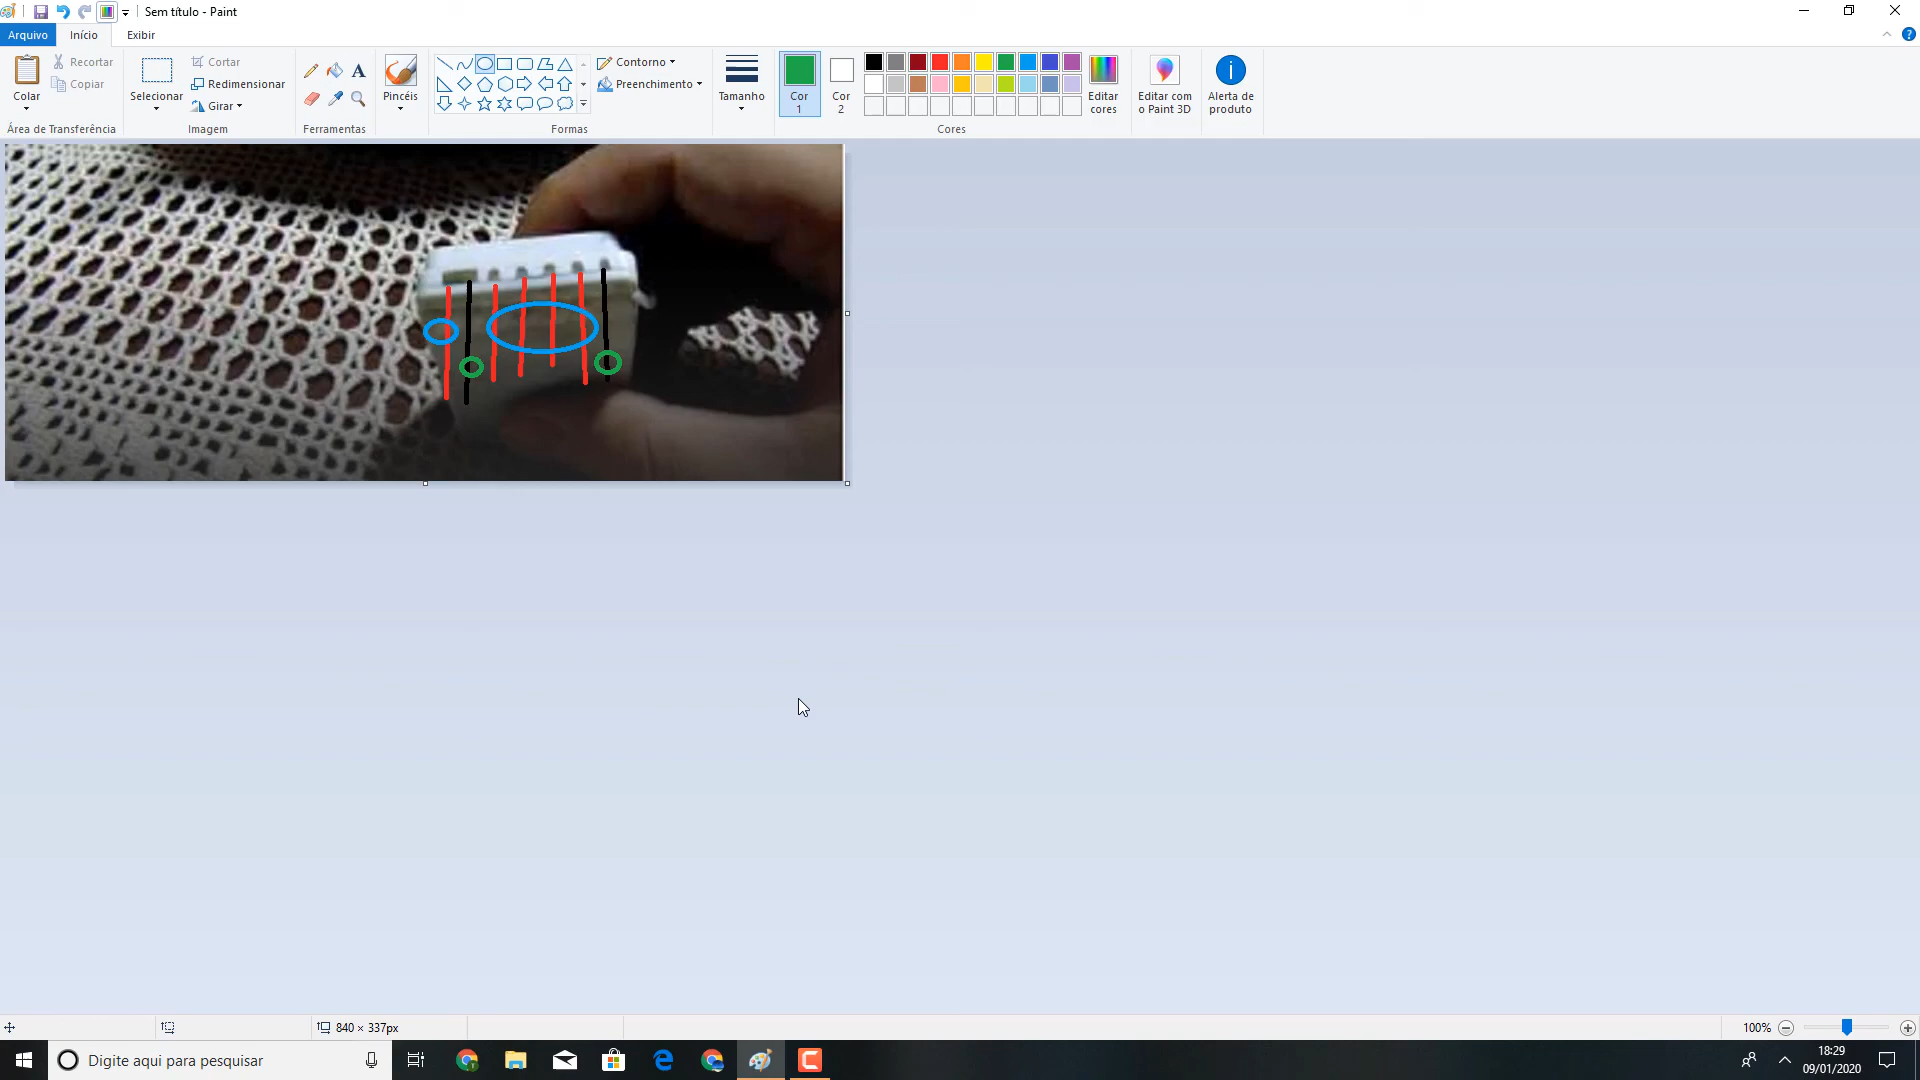 Sem título - Paint
Arquivo Início Exibir
Colar
Recortar
Copiar
Área de Transferência
Selecionar
Cortar
Redimensionar
Girar
Imagem
A
Ferramentas
Pincéis
Contorno
Preenchimento
Formas
Tamanho
Cor 1
Cor 2
Cores
Editar cores
Editar com o Paint 3D
Alerta de produto
840 × 337px
100%
Digite aqui para pesquisar
18:29
09/01/2020